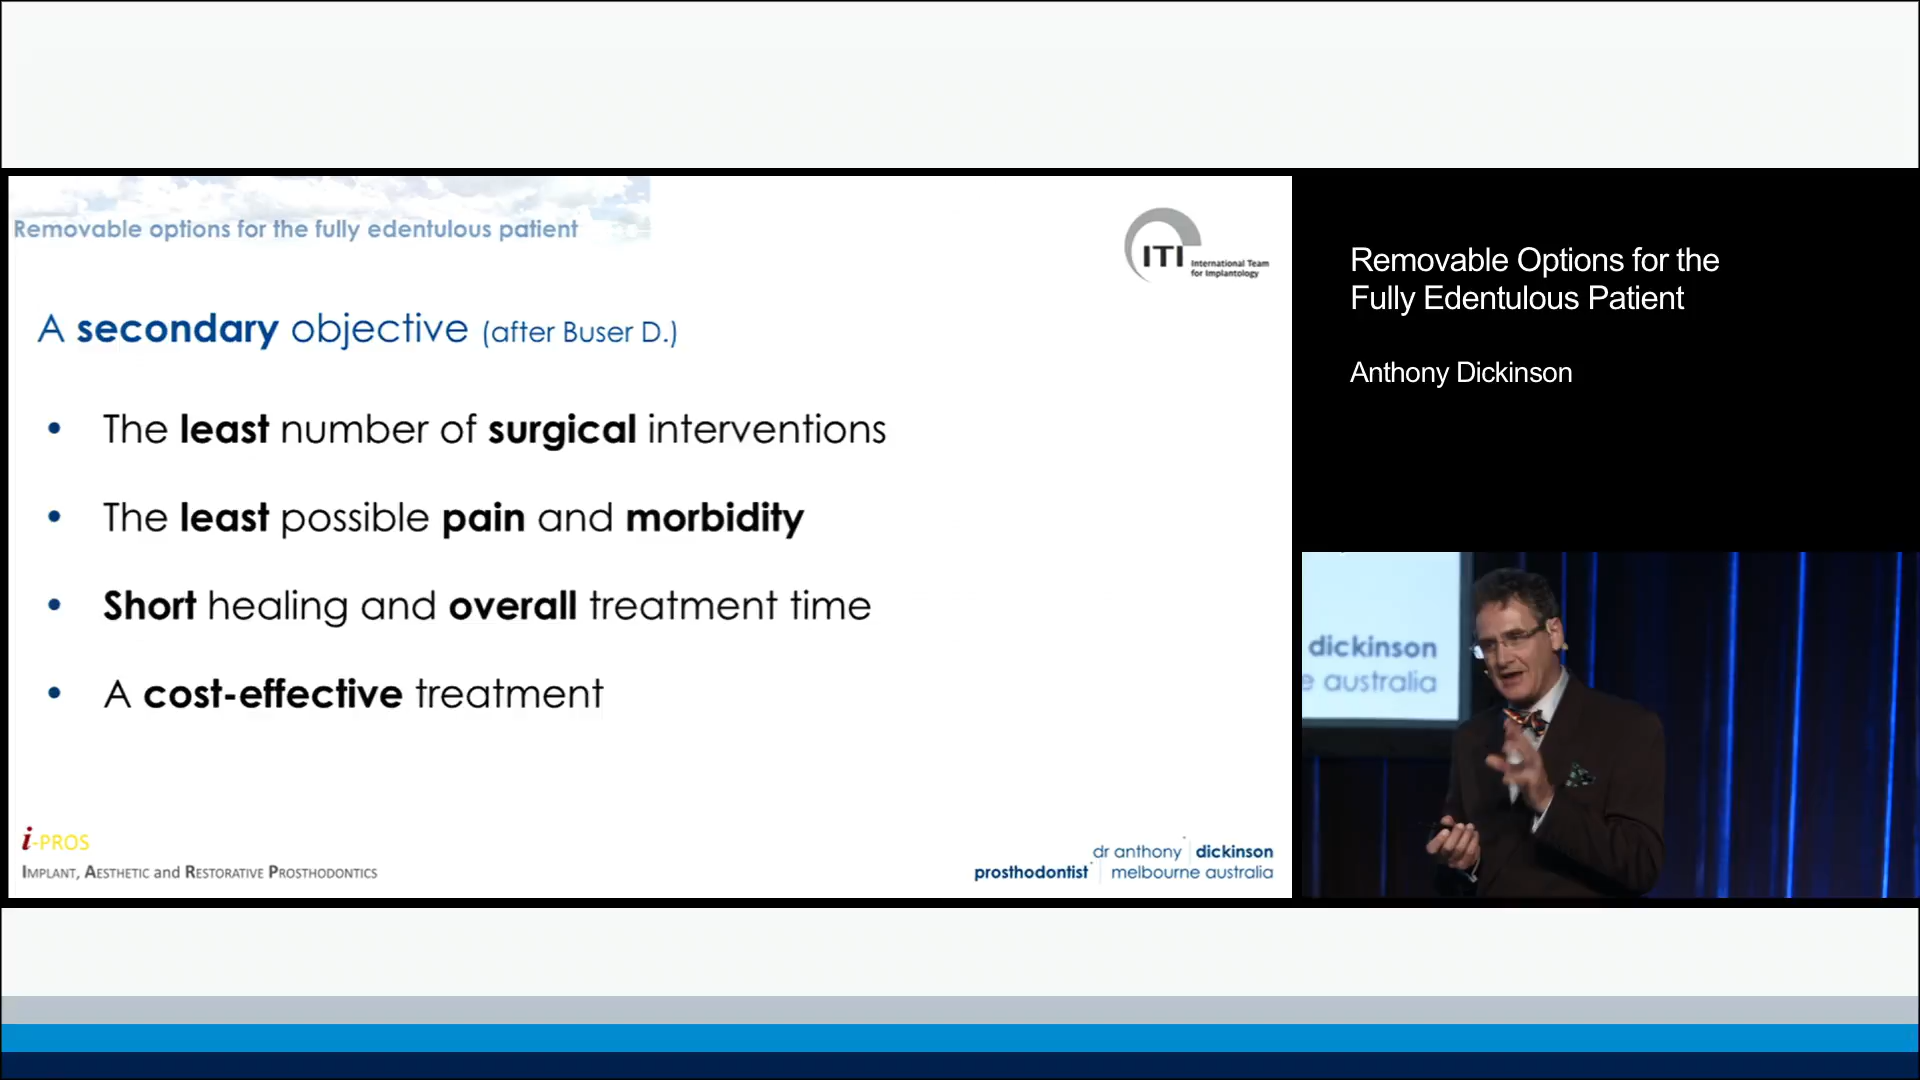 Removable options for the fully edentulous patient
ITI International Team
for Implantology
A secondary objective (after Buser D.)
• The least number of surgical interventions
• The least possible pain and morbidity
• Short healing and overall treatment time
• A cost-effective treatment
i-PROS
IMPLANT, AESTHETIC and RESTORATIVE PROSTHODONTICS
dr anthony dickinson
prosthodontist melbourne australia
Removable Options for the
Fully Edentulous Patient
Anthony Dickinson
dickinson
e australia